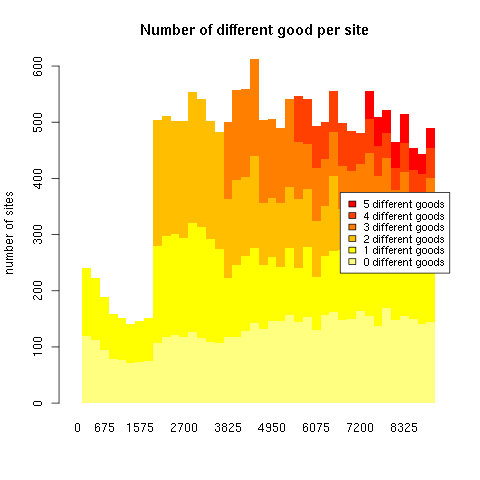 Number of different good per site
number of sites
600
500
400
300
200
100
0
5 different goods
4 different goods
3 different goods
2 different goods
1 different goods
0 different goods
0 675 1575 2700 3825 4950 6075 7200 8325